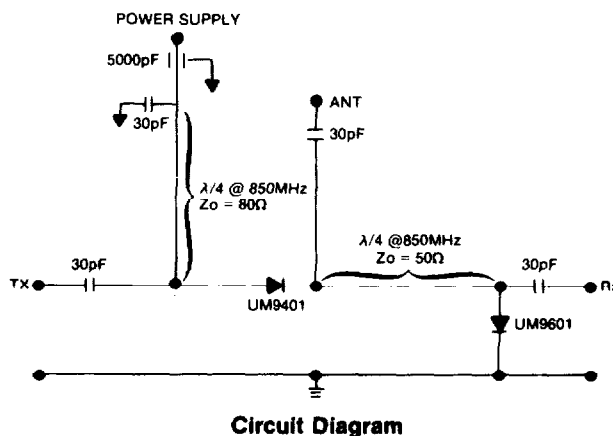 POWER SUPPLY
5000pF
30pF
ANT
30pF
λ/4 @ 850MHz
Zo = 80Ω
λ/4 @850MHz
Zo = 50Ω
30pF
30pF
TX
UM9401
UM9601
Circuit Diagram